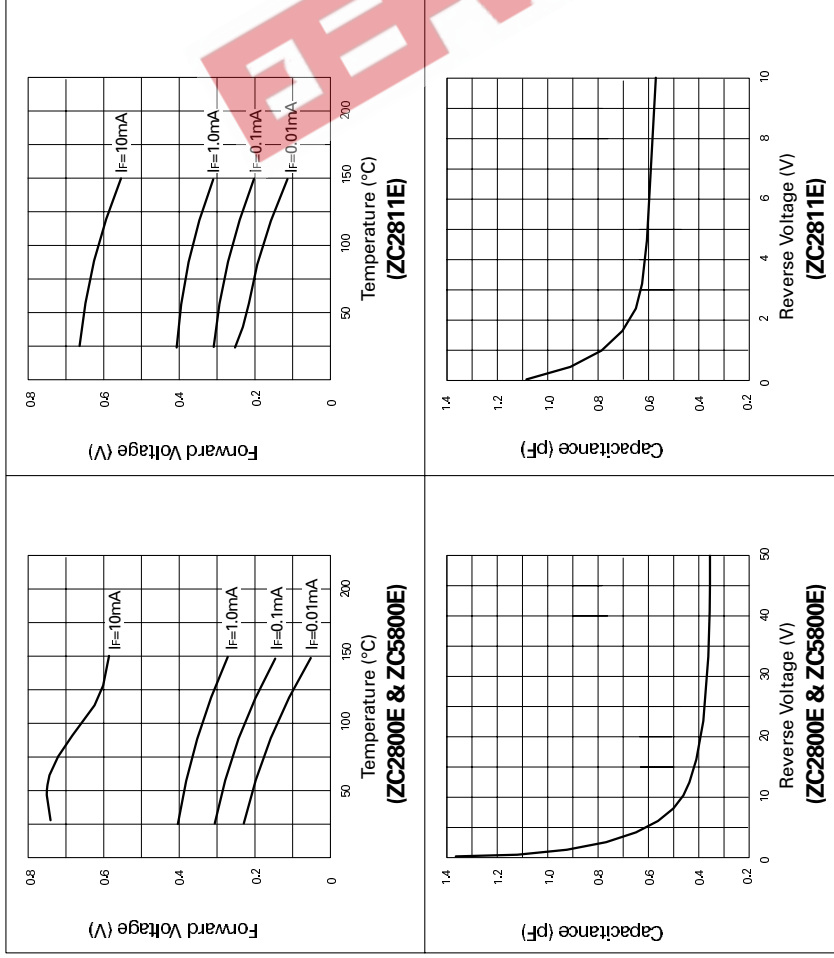 0.8
0.6
0.4
0.2
0
Forward Voltage (V)
IF=10mA
IF=1.0mA
IF=0.1mA
IF=0.01mA
50
100
150
200
Temperature (°C)
(ZC2811E)
1.4
1.2
1.0
0.8
0.6
0.4
0.2
Capacitance (pF)
0
2
4
6
8
10
Reverse Voltage (V)
(ZC2811E)
0.8
0.6
0.4
0.2
0
Forward Voltage (V)
IF=10mA
IF=1.0mA
IF=0.1mA
IF=0.01mA
50
100
150
200
Temperature (°C)
(ZC2800E & ZC5800E)
1.4
1.2
1.0
0.8
0.6
0.4
0.2
Capacitance (pF)
0
10
20
30
40
50
Reverse Voltage (V)
(ZC2800E & ZC5800E)